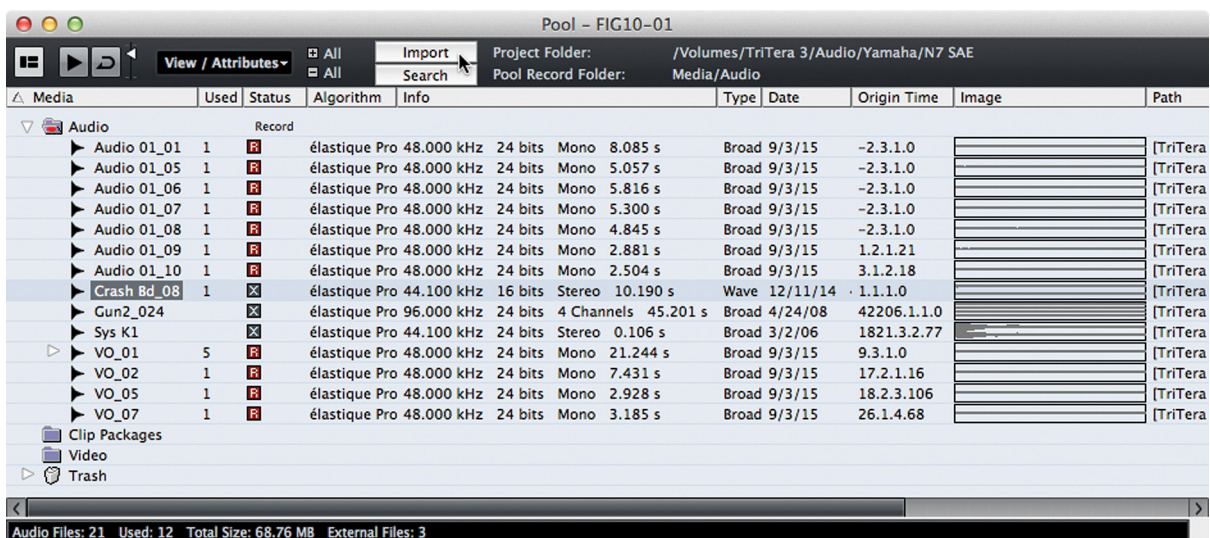 Pool – FIG10-01
View / Attributes
All
All
Import
Search
Project Folder: /Volumes/TriTera 3/Audio/Yamaha/N7 SAE
Pool Record Folder: Media/Audio
Media Used Status Algorithm Info Type Date Origin Time Image Path
Audio Record
Audio 01_01 1 R élastique Pro 48.000 kHz 24 bits Mono 8.085 s Broad 9/3/15 -2.3.1.0 [TriTera
Audio 01_05 1 R élastique Pro 48.000 kHz 24 bits Mono 5.057 s Broad 9/3/15 -2.3.1.0 [TriTera
Audio 01_06 1 R élastique Pro 48.000 kHz 24 bits Mono 5.816 s Broad 9/3/15 -2.3.1.0 [TriTera
Audio 01_07 1 R élastique Pro 48.000 kHz 24 bits Mono 5.300 s Broad 9/3/15 -2.3.1.0 [TriTera
Audio 01_08 1 R élastique Pro 48.000 kHz 24 bits Mono 4.845 s Broad 9/3/15 -2.3.1.0 [TriTera
Audio 01_09 1 R élastique Pro 48.000 kHz 24 bits Mono 2.881 s Broad 9/3/15 1.2.1.21 [TriTera
Audio 01_10 1 R élastique Pro 48.000 kHz 24 bits Mono 2.504 s Broad 9/3/15 3.1.2.18 [TriTera
Crash Bd_08 1 X élastique Pro 44.100 kHz 16 bits Stereo 10.190 s Wave 12/11/14 1.1.1.0 [TriTera
Gun2_024 X élastique Pro 96.000 kHz 24 bits 4 Channels 45.201 s Broad 4/24/08 42206.1.1.0 [TriTera
Sys K1 X élastique Pro 44.100 kHz 24 bits Stereo 0.106 s Broad 3/2/06 1821.3.2.77 [TriTera
VO_01 5 R élastique Pro 48.000 kHz 24 bits Mono 21.244 s Broad 9/3/15 9.3.1.0 [TriTera
VO_02 1 R élastique Pro 48.000 kHz 24 bits Mono 7.431 s Broad 9/3/15 17.2.1.16 [TriTera
VO_05 1 R élastique Pro 48.000 kHz 24 bits Mono 2.928 s Broad 9/3/15 18.2.3.106 [TriTera
VO_07 1 R élastique Pro 48.000 kHz 24 bits Mono 3.185 s Broad 9/3/15 26.1.4.68 [TriTera
Clip Packages
Video
Trash
Audio Files: 21 Used: 12 Total Size: 68.76 MB External Files: 3